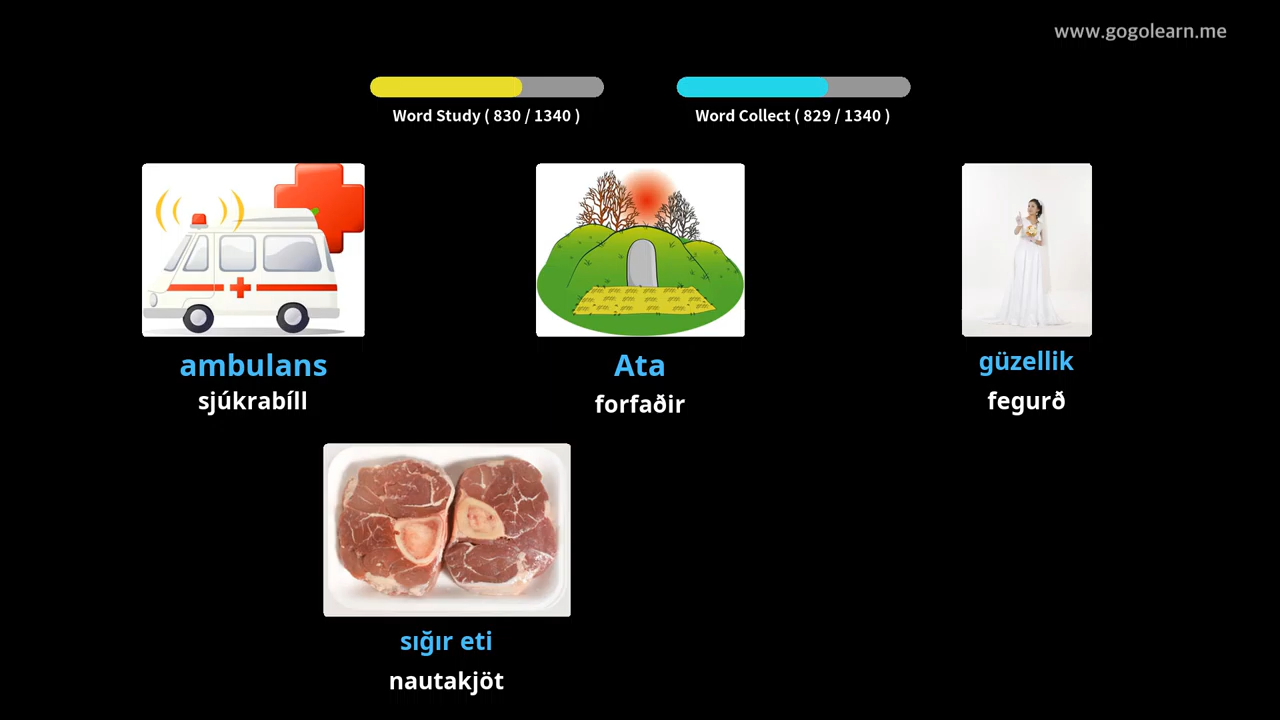 www.gogolearn.me
Word Study ( 830 / 1340 )
Word Collect ( 829 / 1340 )
ambulans
sjúkrabíll
Ata
forfaðir
güzellik
fegurð
sığır eti
nautakjöt